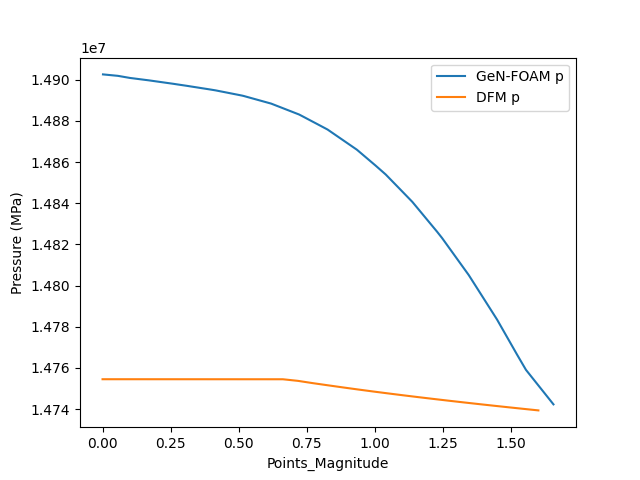 1e7
GeN-FOAM p
DFM p
1.490
1.488
1.486
1.484
1.482
1.480
1.478
1.476
1.474
Pressure (MPa)
0.00 0.25 0.50 0.75 1.00 1.25 1.50
Points_Magnitude